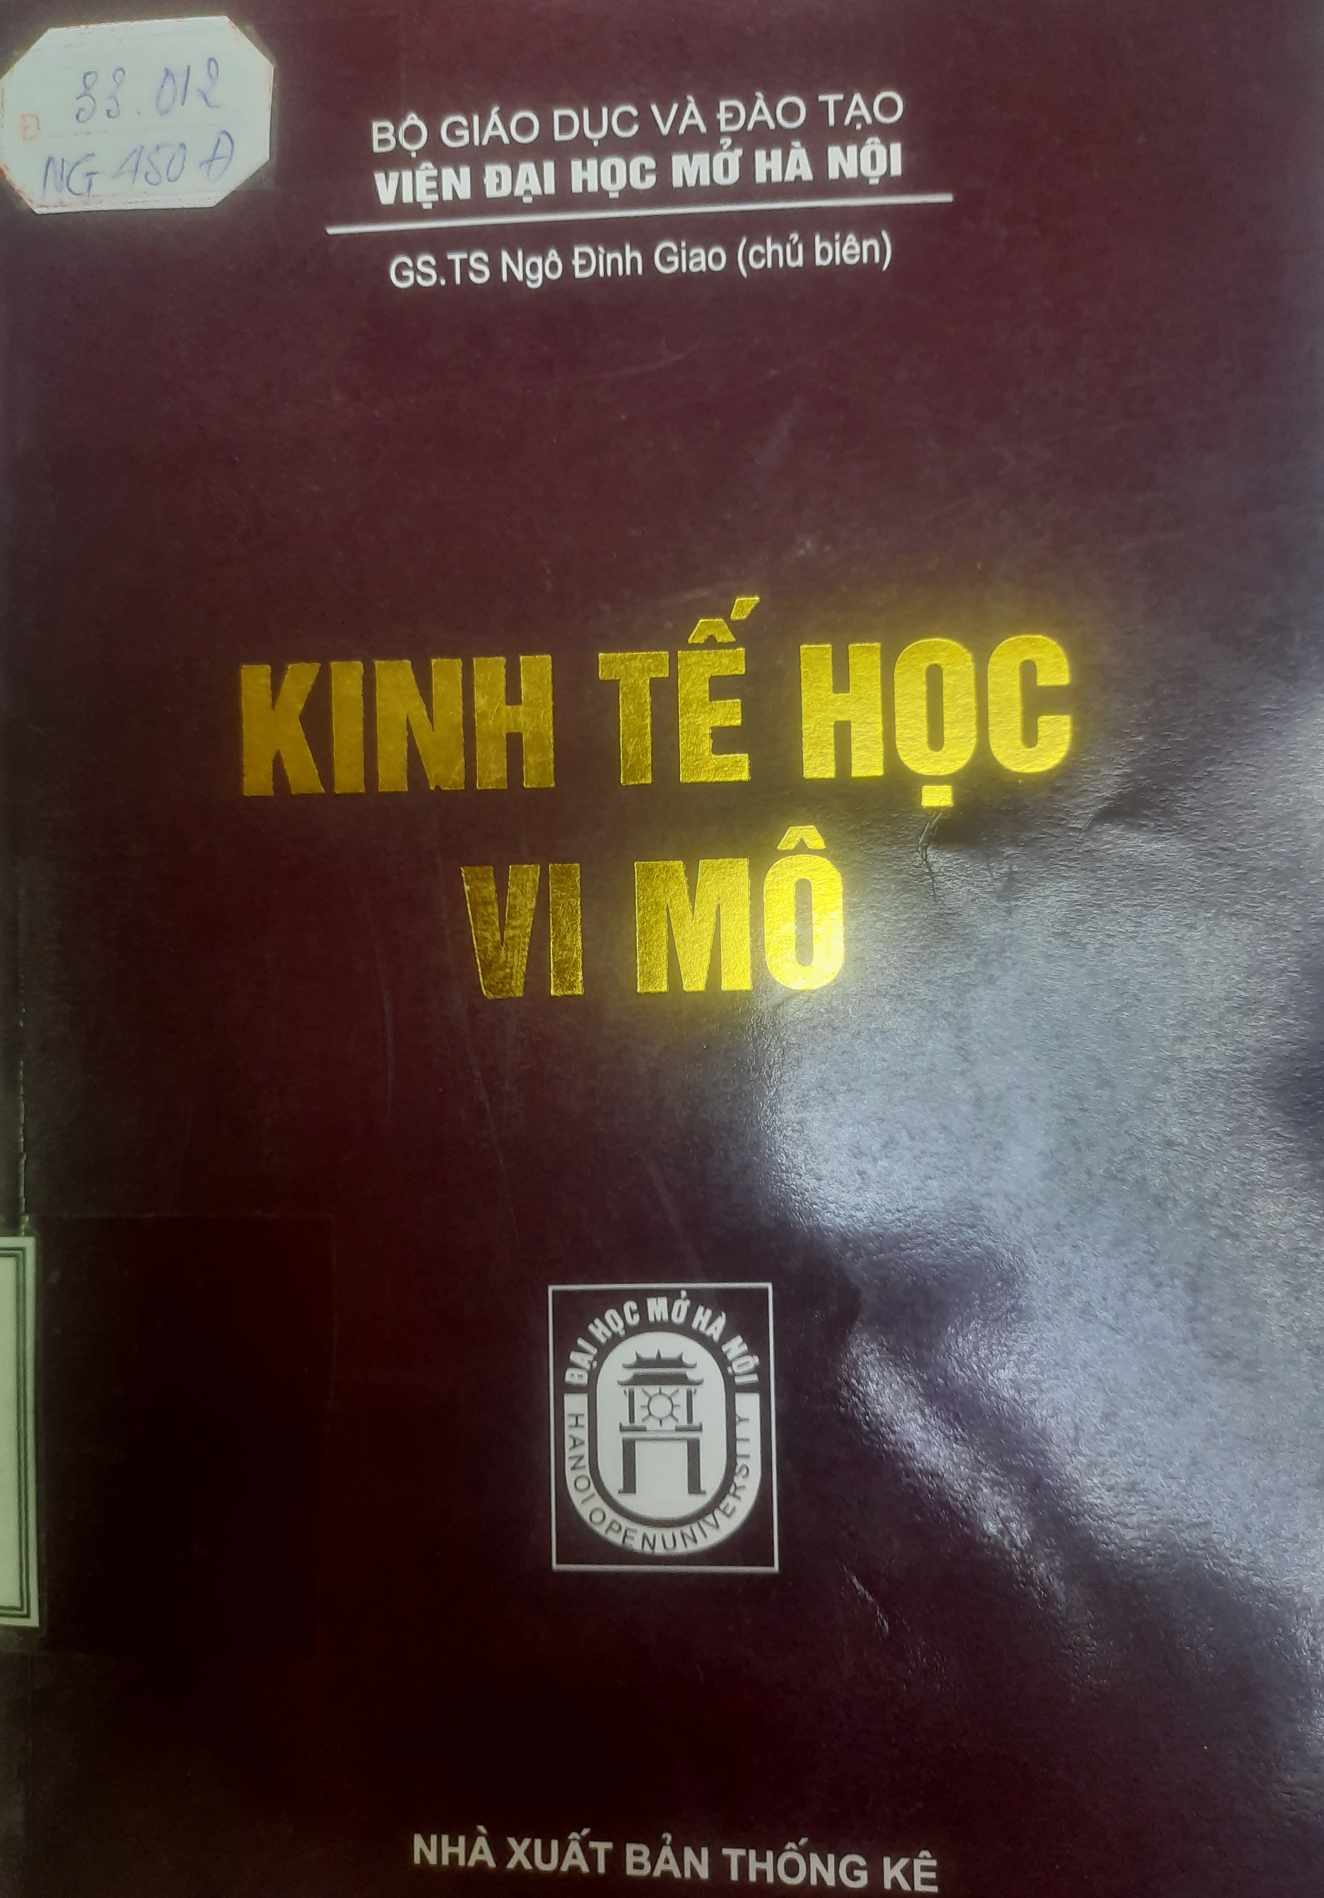 33.012
NG 450 Đ
BỘ GIÁO DỤC VÀ ĐÀO TẠO
VIỆN ĐẠI HỌC MỞ HÀ NỘI
GS.TS Ngô Đình Giao (chủ biên)
KINH TẾ HỌC
VI MÔ
ĐẠI HỌC MỞ HÀ NỘI
HANOI OPEN UNIVERSITY
NHÀ XUẤT BẢN THỐNG KÊ